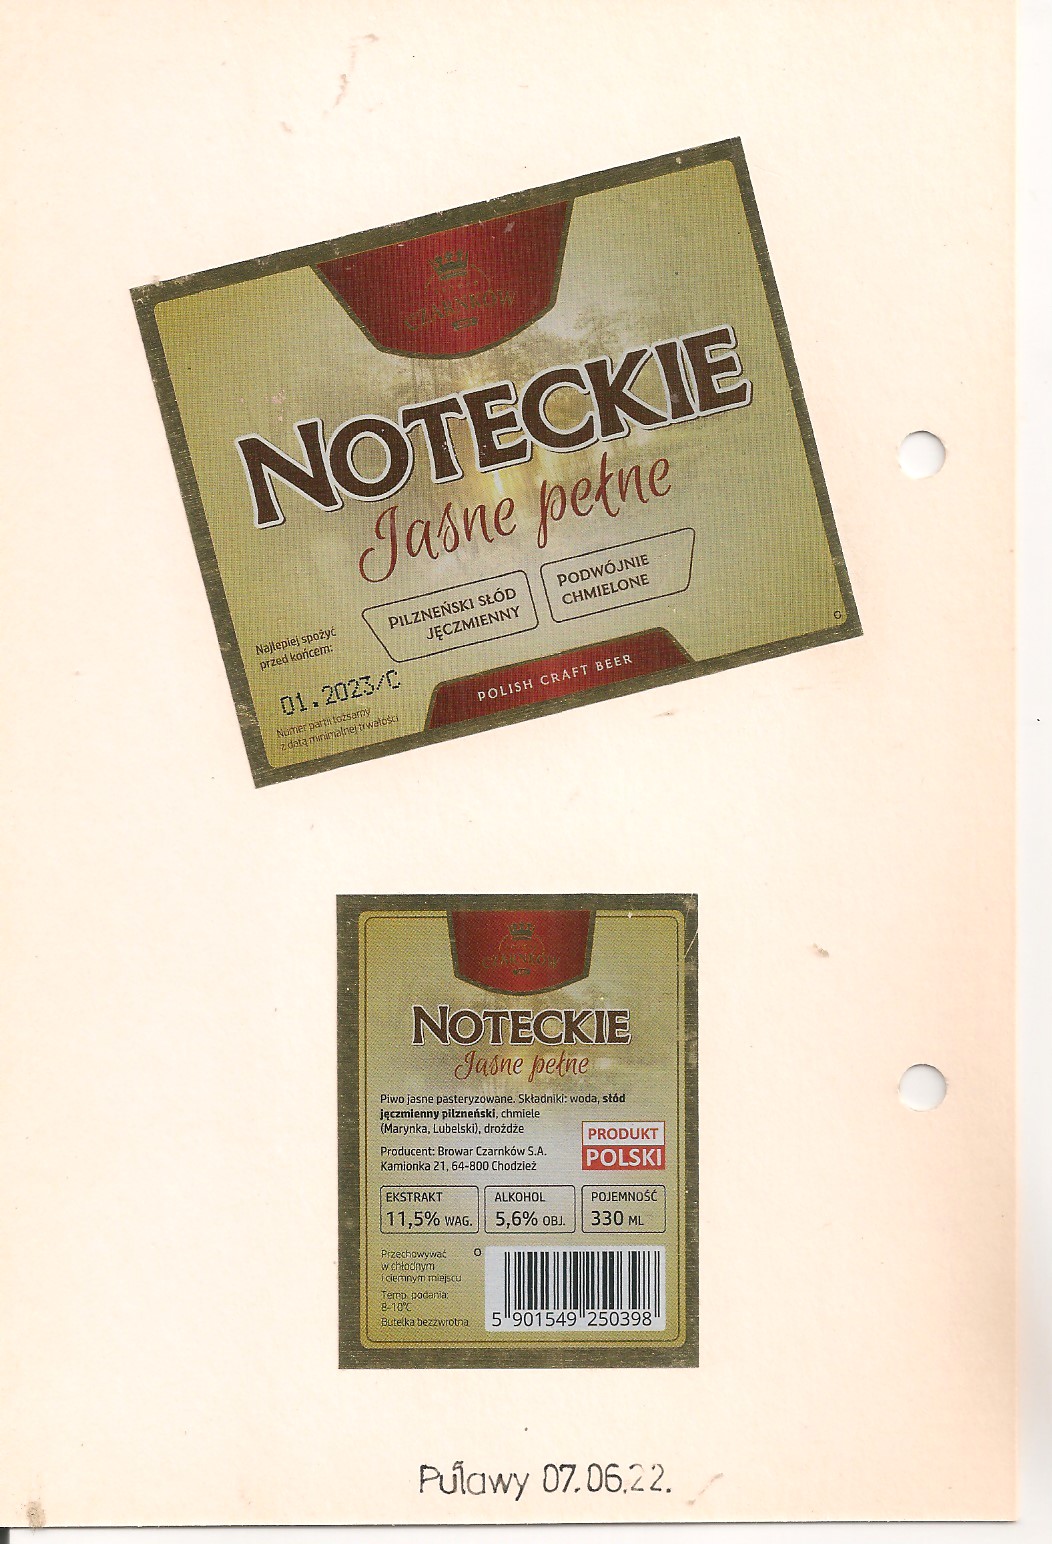 CZARNKÓW
NOTECKIE
Jasne pełne
PILZNEŃSKI SŁÓD
JĘCZMIENNY
PODWÓJNIE
CHMIELONE
Najlepiej spożyć
przed końcem:
01.2023/C
Numer partii tożsamy
z datą minimalnej trwałości
POLISH CRAFT BEER
CZARNKÓW
NOTECKIE
Jasne pełne
Piwo jasne pasteryzowane. Składniki: woda, słód
jęczmienny pilzneński, chmiele
(Marynka, Lubelski), drożdże
Producent: Browar Czarnków S.A.
Kamionka 21, 64-800 Chodzież
PRODUKT
POLSKI
EKSTRAKT
11,5% WAG.
ALKOHOL
5,6% OBJ.
POJEMNOŚĆ
330 ML
Przechowywać
w chłodnym
i ciemnym miejscu
Temp. podania:
8-10°C
Butelka bezzwrotna
5 901549 250398
Puławy 07.06.22.